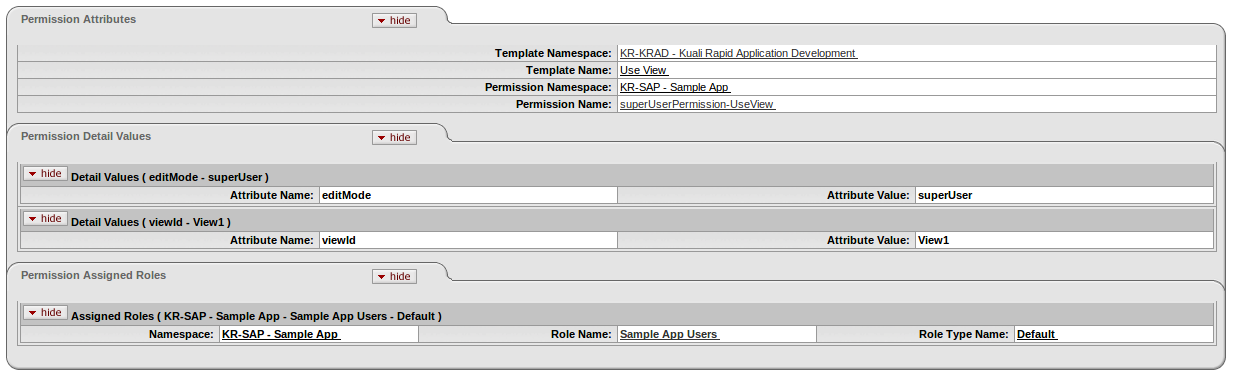 Permission Attributes hide
Template Namespace: KR-KRAD - Kuali Rapid Application Development
Template Name: Use View
Permission Namespace: KR-SAP - Sample App
Permission Name: superUserPermission-UseView
Permission Detail Values hide
hide Detail Values ( editMode - superUser )
Attribute Name: editMode Attribute Value: superUser
hide Detail Values ( viewId - View1 )
Attribute Name: viewId Attribute Value: View1
Permission Assigned Roles hide
hide Assigned Roles ( KR-SAP - Sample App - Sample App Users - Default )
Namespace: KR-SAP - Sample App Role Name: Sample App Users Role Type Name: Default